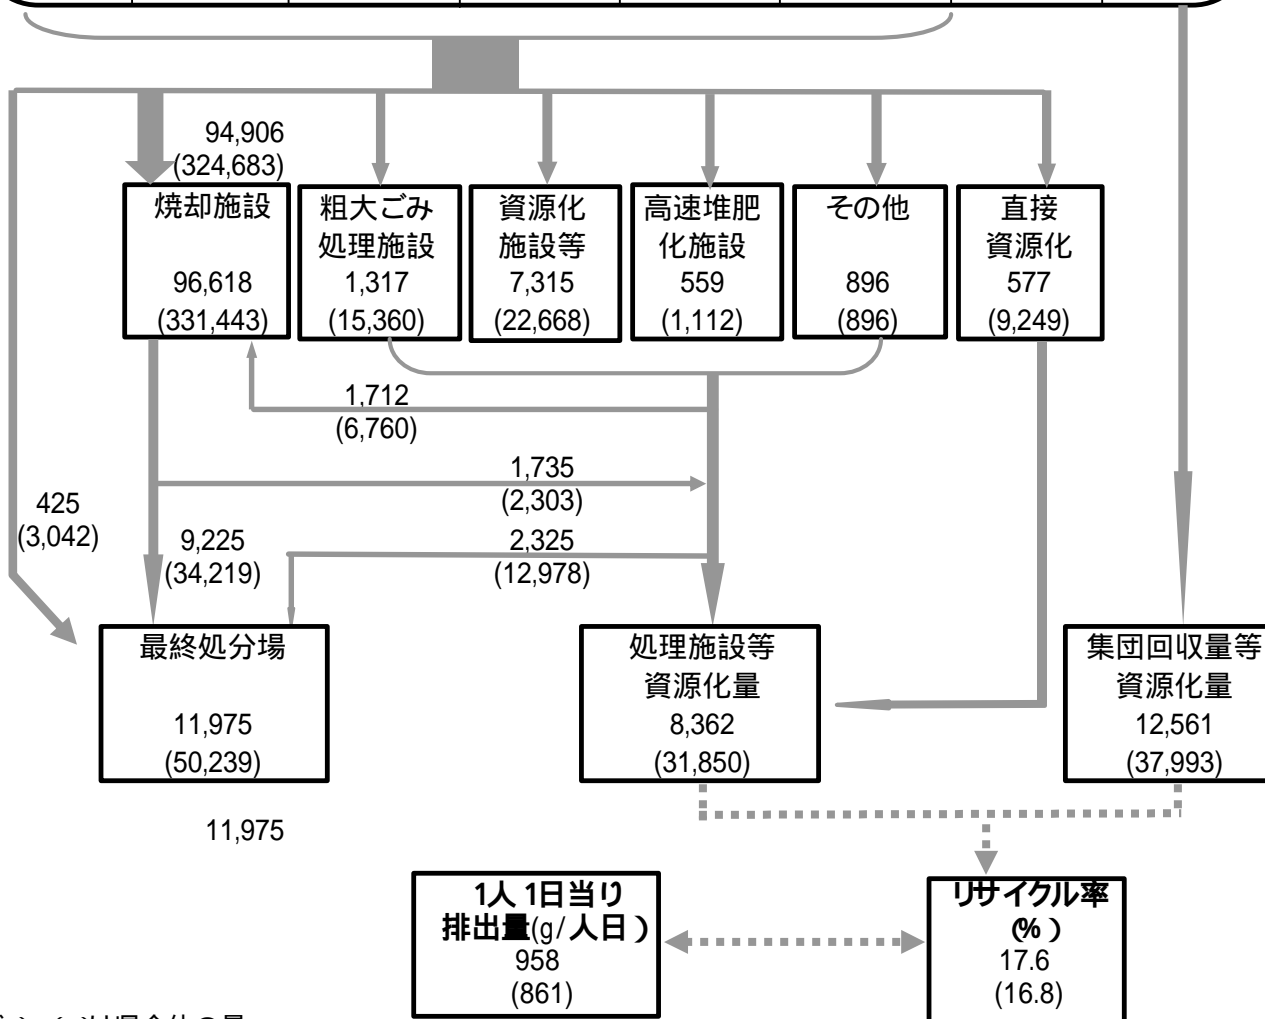 94,906
(324,683)
焼却施設
96,618
(331,443)
粗大ごみ
処理施設
1,317
(15,360)
資源化
施設等
7,315
(22,668)
高速堆肥
化施設
559
(1,112)
その他
896
(896)
直接
資源化
577
(9,249)
1,712
(6,760)
1,735
(2,303)
425
(3,042)
9,225
(34,219)
2,325
(12,978)
最終処分場
11,975
(50,239)
処理施設等
資源化量
8,362
(31,850)
集団回収量等
資源化量
12,561
(37,993)
11,975
1人1日当り
排出量(g/人日)
958
(861)
リサイクル率
(%)
17.6
(16.8)